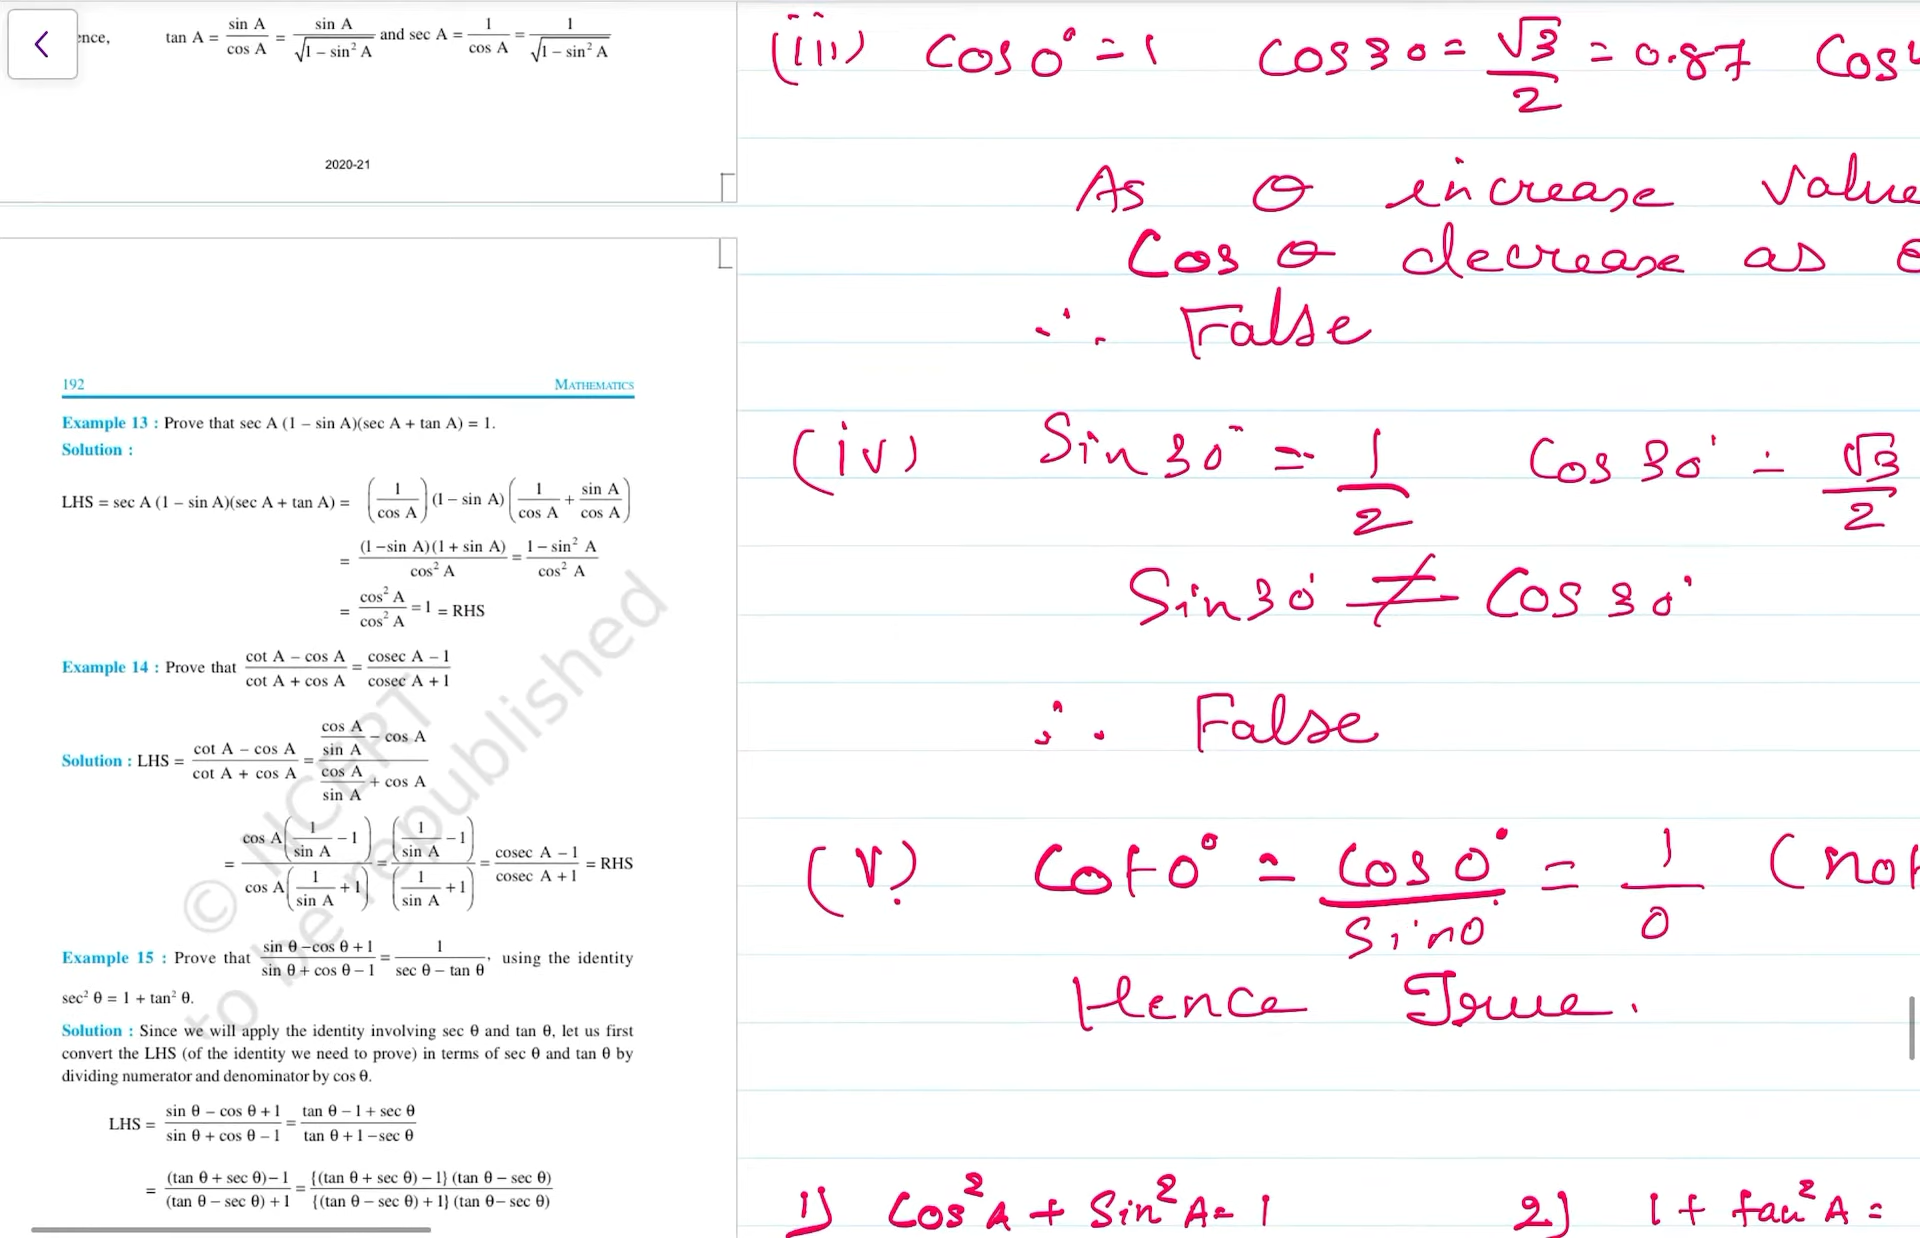 ence, tan A = sin A / cos A = sin A / √(1 – sin² A) and sec A = 1 / cos A = 1 / √(1 – sin² A)
2020-21
192 MATHEMATICS
Example 13 : Prove that sec A (1 – sin A)(sec A + tan A) = 1.
Solution :
LHS = sec A (1 – sin A)(sec A + tan A) = (1 / cos A) (1 – sin A) (1 / cos A + sin A / cos A)
= (1 – sin A)(1 + sin A) / cos² A = 1 – sin² A / cos² A
= cos² A / cos² A = 1 = RHS
Example 14 : Prove that cot A – cos A / cot A + cos A = cosec A – 1 / cosec A + 1
Solution : LHS = cot A – cos A / cot A + cos A = (cos A / sin A – cos A) / (cos A / sin A + cos A)
= cos A (1 / sin A – 1) / cos A (1 / sin A + 1) = (1 / sin A – 1) / (1 / sin A + 1) = cosec A – 1 / cosec A + 1 = RHS
Example 15 : Prove that sin θ – cos θ + 1 / sin θ + cos θ – 1 = 1 / sec θ – tan θ, using the identity
sec² θ = 1 + tan² θ.
Solution : Since we will apply the identity involving sec θ and tan θ, let us first
convert the LHS (of the identity we need to prove) in terms of sec θ and tan θ by
dividing numerator and denominator by cos θ.
LHS = sin θ – cos θ + 1 / sin θ + cos θ – 1 = tan θ – 1 + sec θ / tan θ + 1 – sec θ
= (tan θ + sec θ) – 1 / (tan θ – sec θ) + 1 = {(tan θ + sec θ) – 1} (tan θ – sec θ) / {(tan θ – sec θ) + 1} (tan θ – sec θ)
© NCERT
to be republished
(iii) Cos 0° = 1 Cos 30 = √3 / 2 = 0.87 Cos
As θ increase value
Cos θ decrease as
∴ False
(iv) Sin 30° = 1 / 2 Cos 30° = √3 / 2
Sin 30° ≠ Cos 30°
∴ False
(v) Cot 0° = Cos 0° / Sin 0° = 1 / 0 (not
Hence True.
1) Cos² A + Sin² A = 1 2) 1 + tan² A =